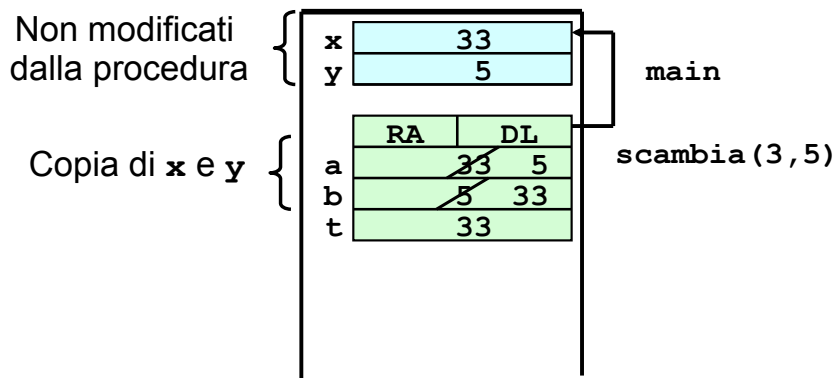 Non modificati
dalla procedura
x 33
y 5
main
RA DL
Copia di x e y
scambia(3,5)
a 33 5
b 5 33
t 33